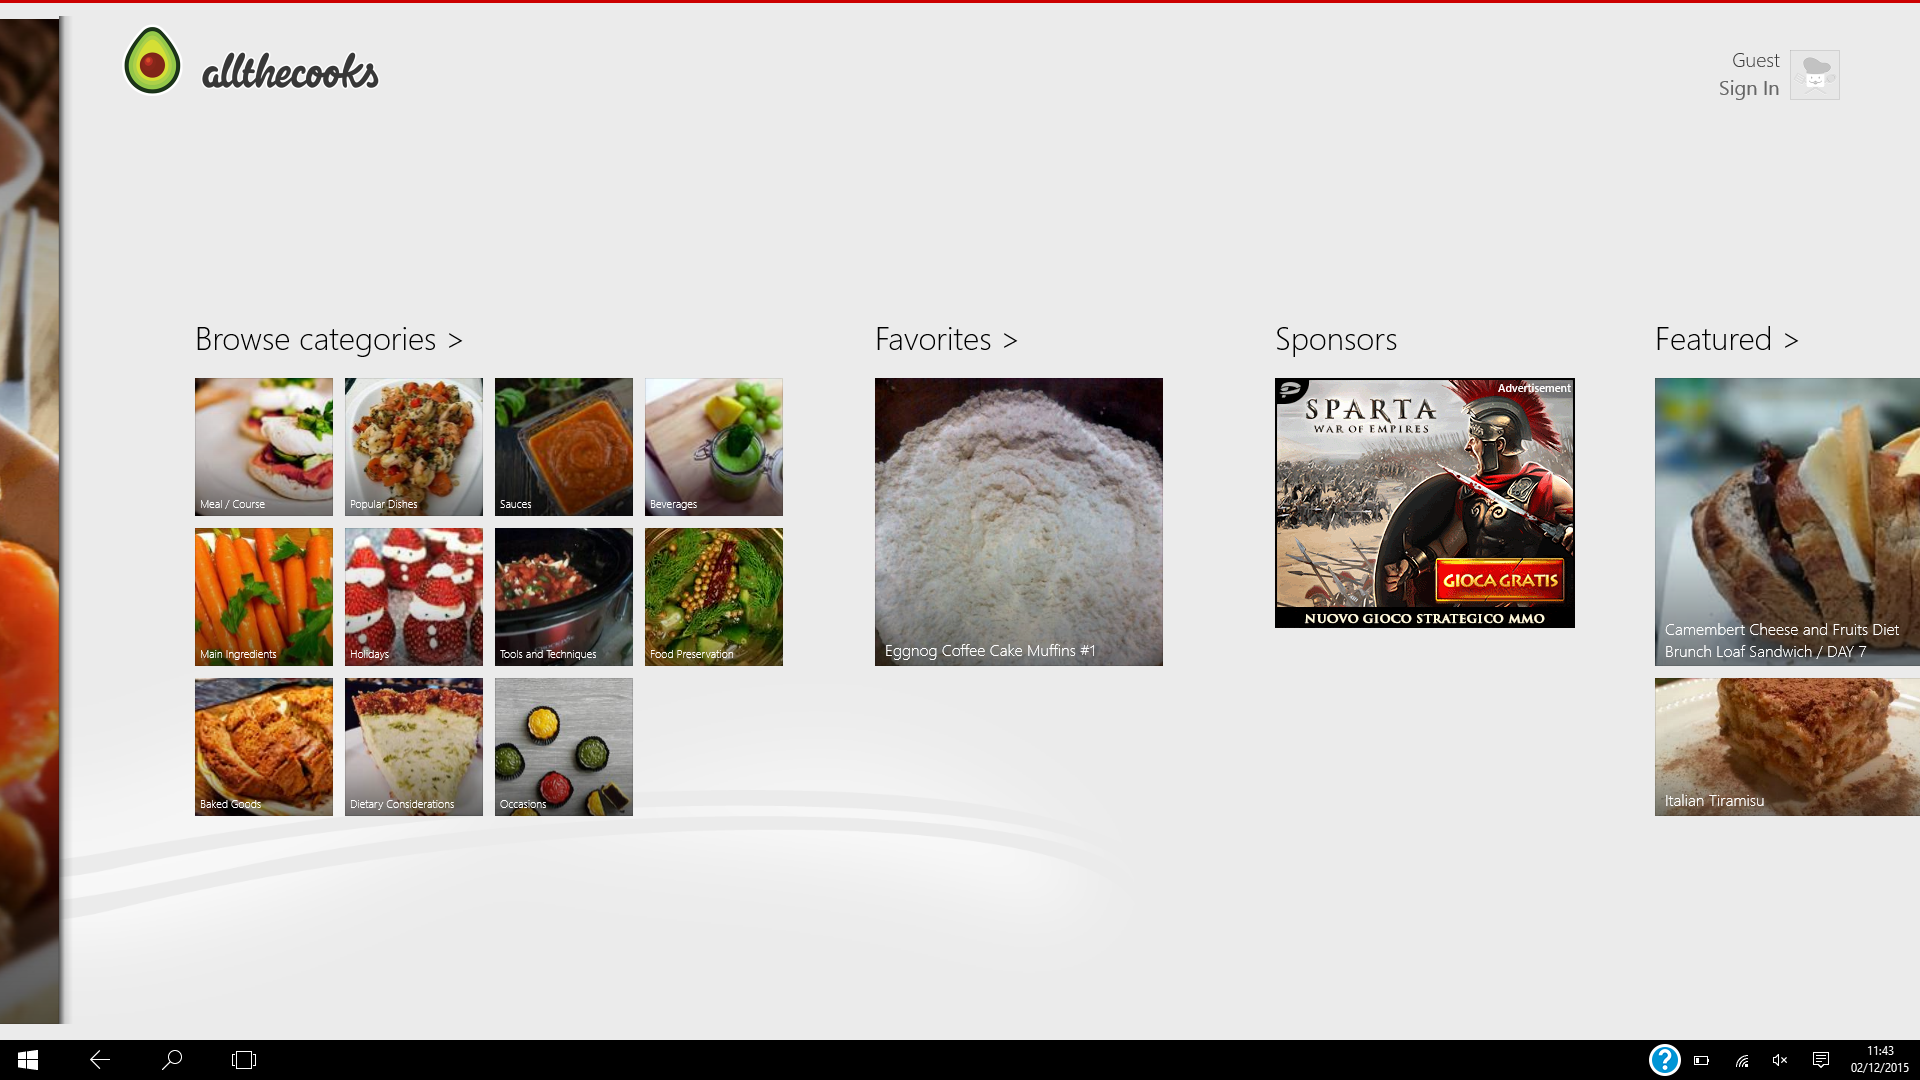 allthecooks
Guest
Sign In
Browse categories >
Meal / Course
Popular Dishes
Sauces
Beverages
Main Ingredients
Holidays
Tools and Techniques
Food Preservation
Baked Goods
Dietary Considerations
Occasions
Favorites >
Eggnog Coffee Cake Muffins #1
Sponsors
Advertisement
SPARTA
WAR OF EMPIRES
GIOCA GRATIS
NUOVO GIOCO STRATEGICO MMO
Featured >
Camembert Cheese and Fruits Diet
Brunch Loaf Sandwich / DAY 7
Italian Tiramisu
11:43
02/12/2015